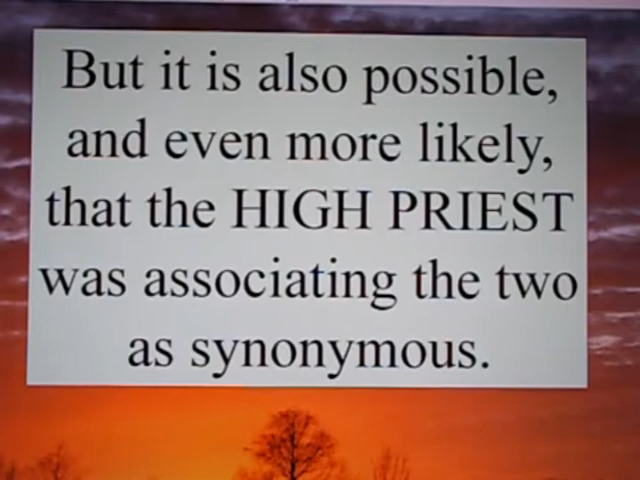 But it is also possible,
and even more likely,
that the HIGH PRIEST
was associating the two
as synonymous.